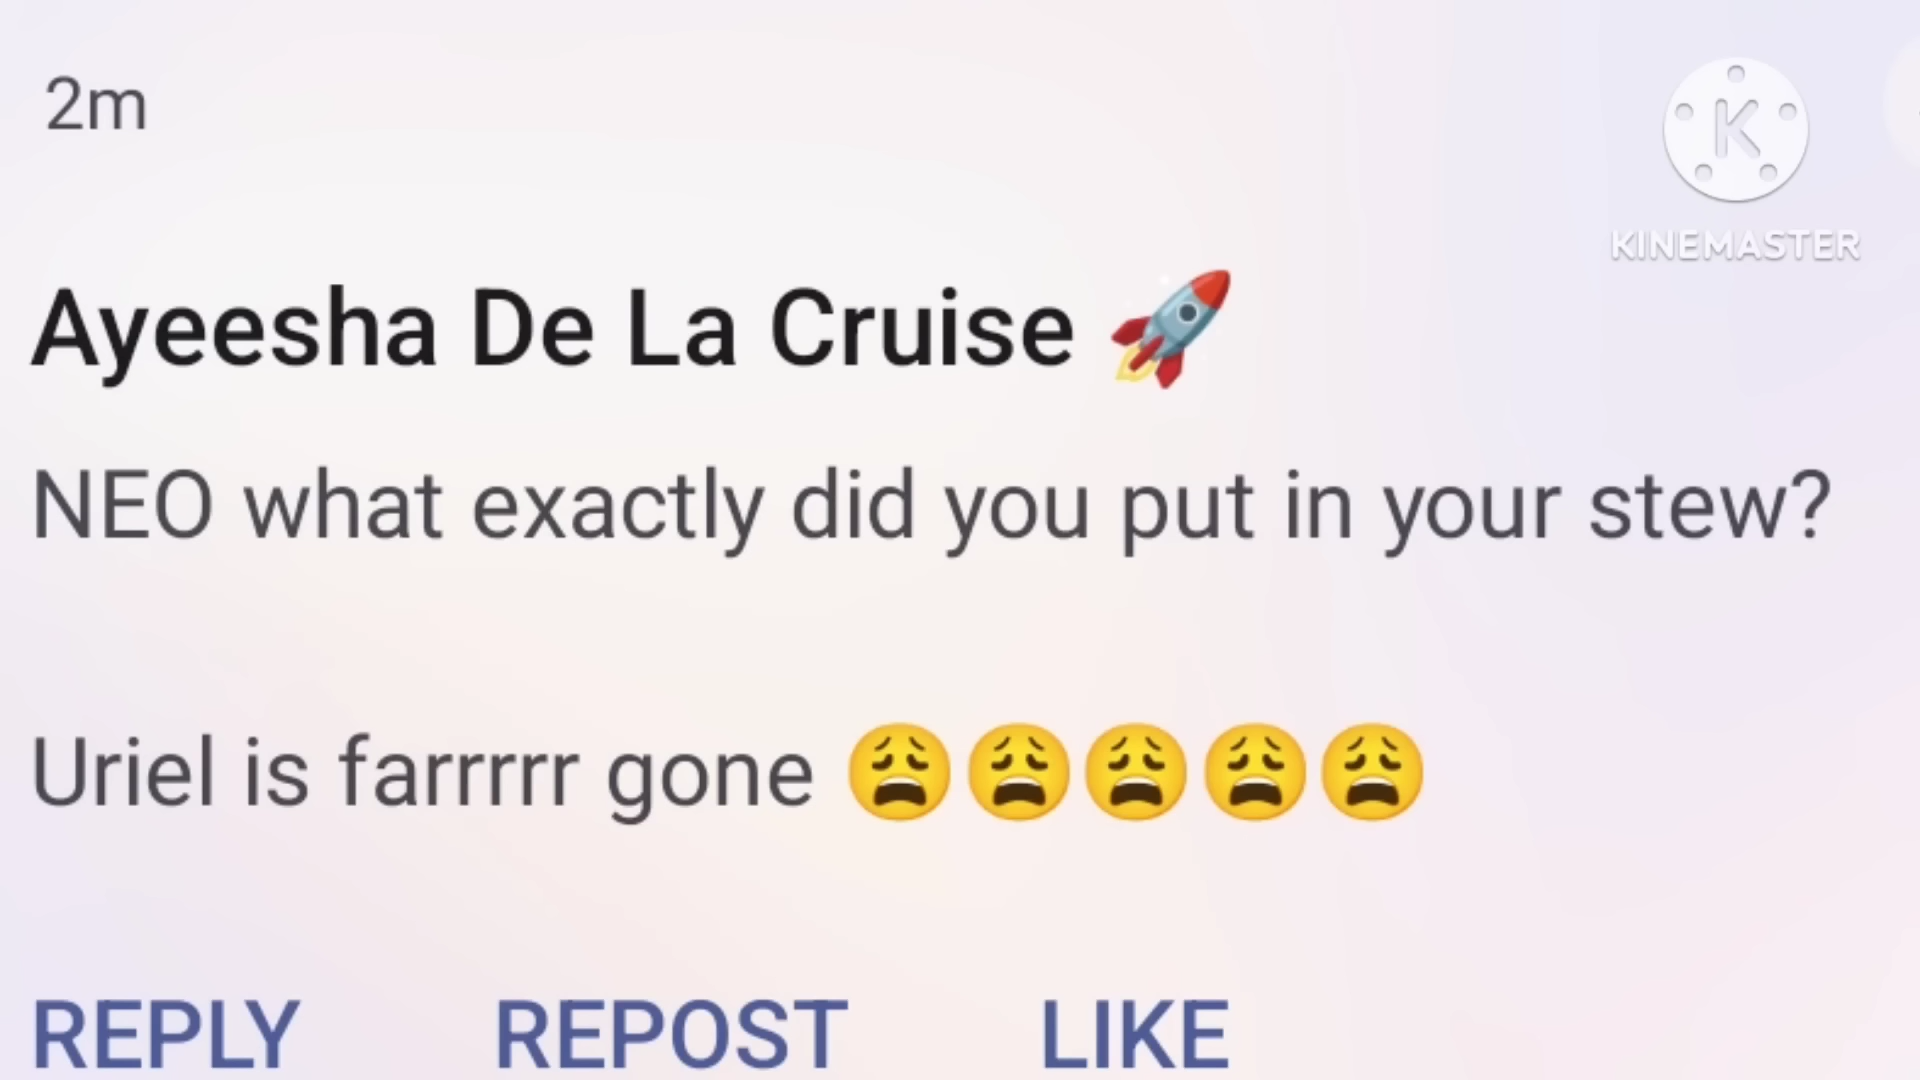 2m
K
KINEMASTER
Ayeesha De La Cruise 🚀
NEO what exactly did you put in your stew?
Uriel is farrrrr gone 😩😩😩😩😩
REPLY REPOST LIKE